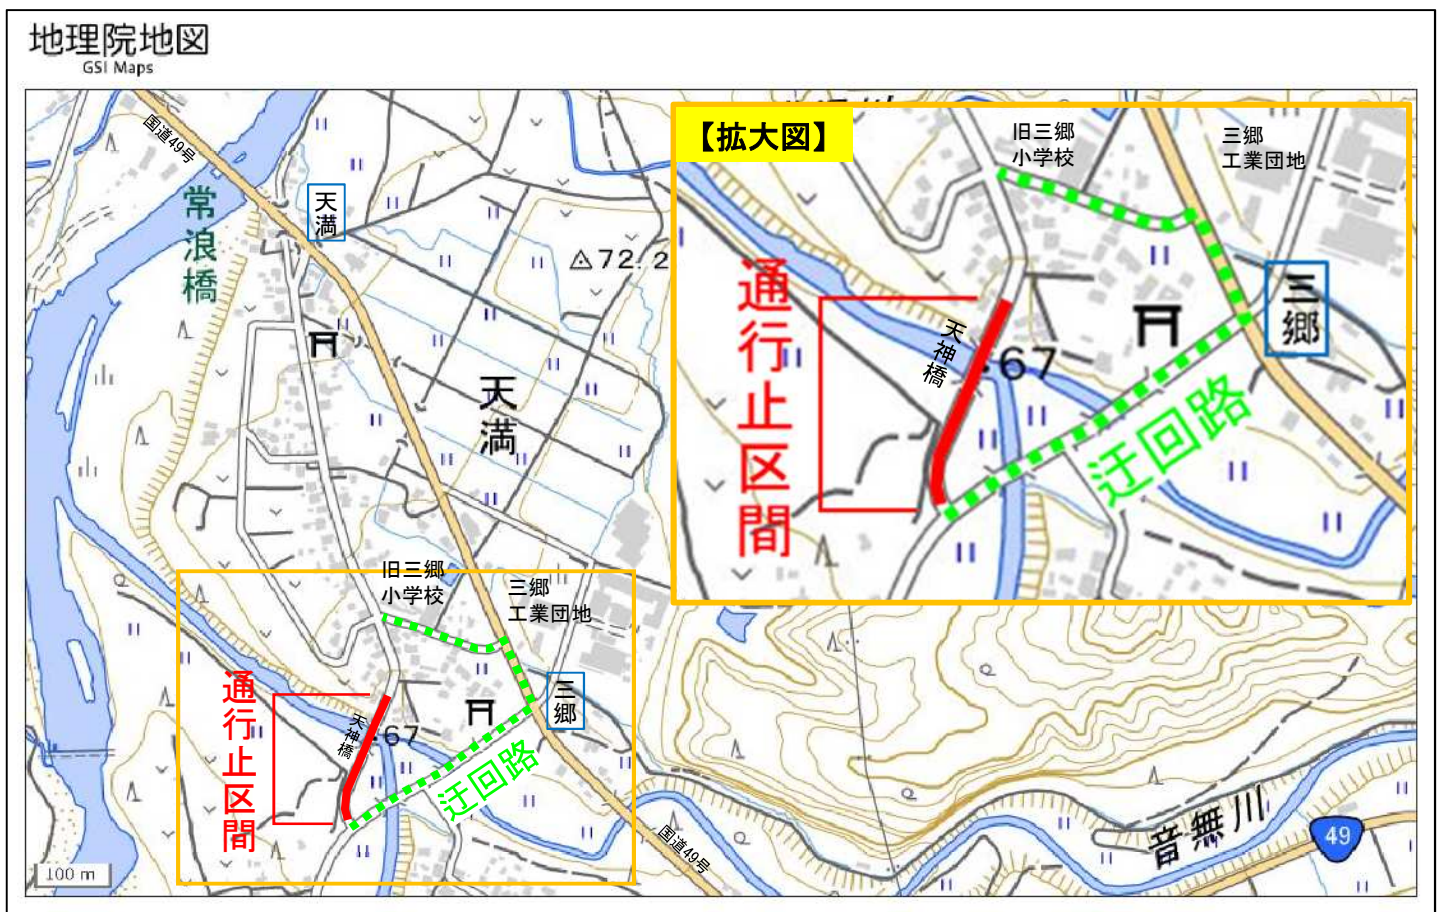 地理院地図
GSI Maps
国道49号
常浪橋
天満
72.2
天満
旧三郷
小学校
三郷
工業団地
三郷
通行止区間
天神橋
67
迂回路
国道49号
音無川
49
100 m
【拡大図】
旧三郷
小学校
三郷
工業団地
通行止区間
天神橋
67
三郷
迂回路